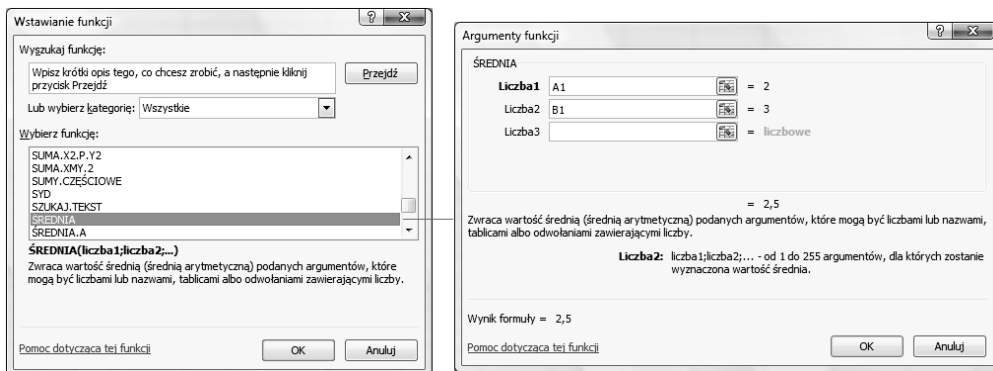 Wstawianie funkcji
Wyszukaj funkcję:
Wpisz krótki opis tego, co chcesz zrobić, a następnie kliknij
przycisk Przejdź
Przejdź
Lub wybierz kategorię: Wszystkie
Wybierz funkcję:
SUMA.X2.P.Y2
SUMA.XMY.2
SUMY.CZĘŚCIOWE
SYD
SZUKAJ.TEKST
ŚREDNIA
ŚREDNIA.A
ŚREDNIA(liczba1;liczba2;...)
Zwraca wartość średnią (średnią arytmetyczną) podanych argumentów, które
mogą być liczbami lub nazwami, tablicami albo odwołaniami zawierającymi liczby.
Pomoc dotycząca tej funkcji
OK
Anuluj
Argumenty funkcji
ŚREDNIA
Liczba1 A1 = 2
Liczba2 B1 = 3
Liczba3 = liczbowe
= 2,5
Zwraca wartość średnią (średnią arytmetyczną) podanych argumentów, które mogą być liczbami lub nazwami,
tablicami albo odwołaniami zawierającymi liczby.
Liczba2: liczba1;liczba2;... - od 1 do 255 argumentów, dla których zostanie
wyznaczona wartość średnia.
Wynik formuły = 2,5
Pomoc dotycząca tej funkcji
OK
Anuluj